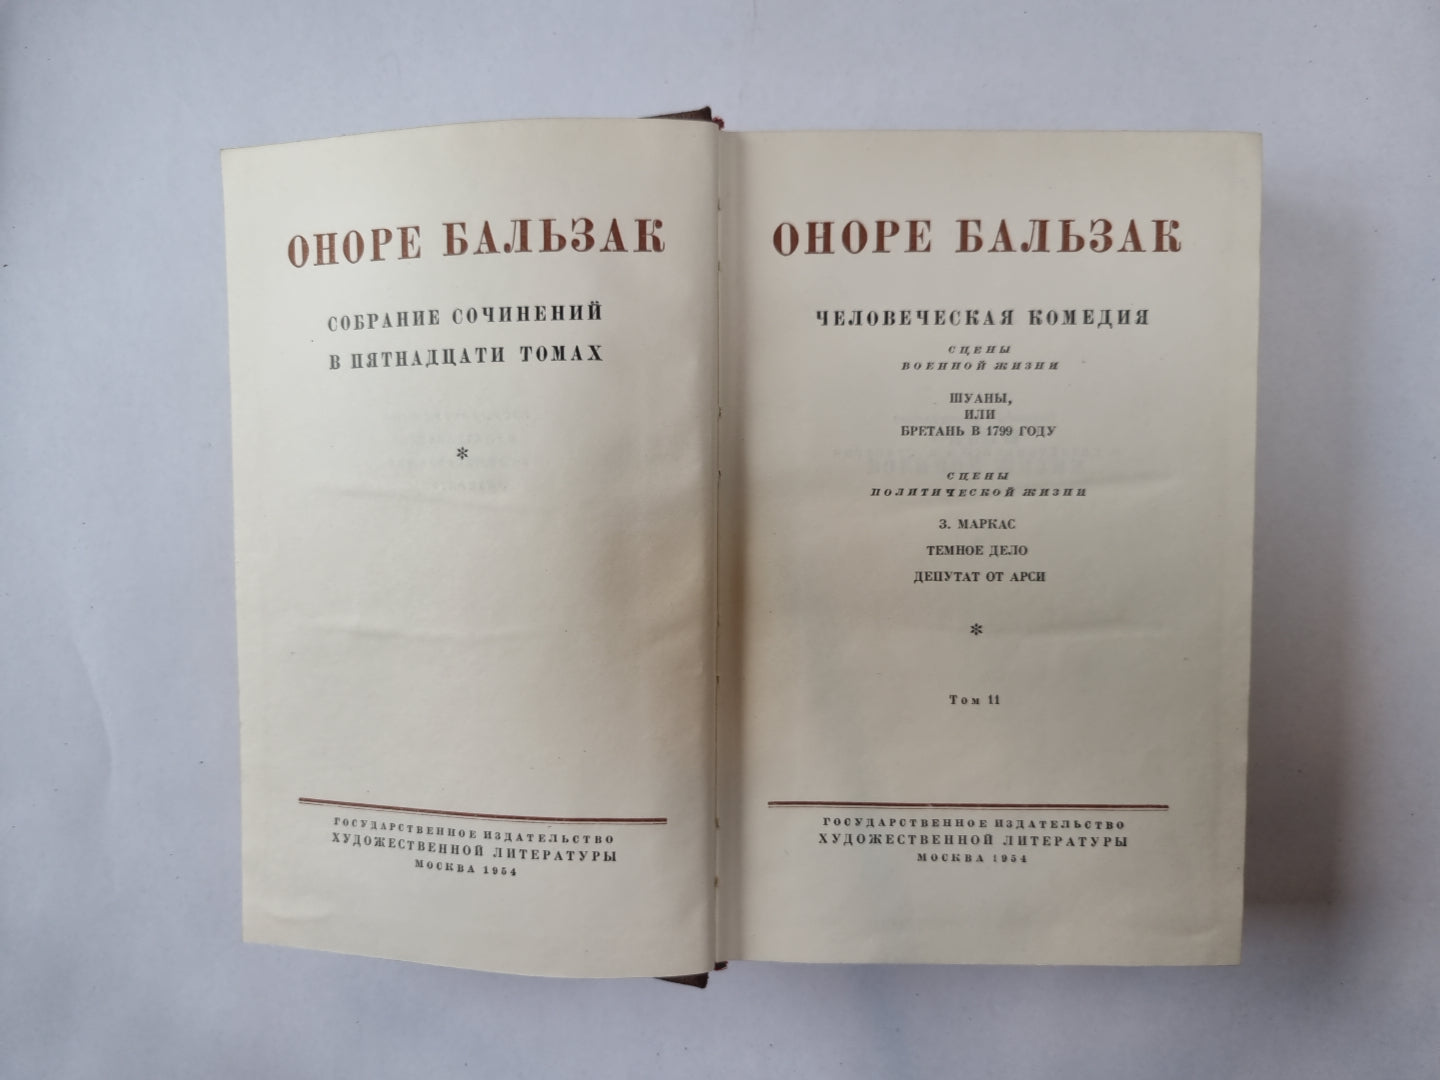 ОНОРЕ БАЛЬЗАК
СОБРАНИЕ СОЧИНЕНИЙ
В ПЯТНАДЦАТИ ТОМАХ
*
ГОСУДАРСТВЕННОЕ ИЗДАТЕЛЬСТВО
ХУДОЖЕСТВЕННОЙ ЛИТЕРАТУРЫ
МОСКВА 1954
ОНОРЕ БАЛЬЗАК
ЧЕЛОВЕЧЕСКАЯ КОМЕДИЯ
СЦЕНЫ
ВОЕННОЙ ЖИЗНИ
ШУАНЫ,
ИЛИ
БРЕТАНЬ В 1799 ГОДУ
СЦЕНЫ
ПОЛИТИЧЕСКОЙ ЖИЗНИ
З. МАРКАС
ТЕМНОЕ ДЕЛО
ДЕПУТАТ ОТ АРСИ
*
Том 11
ГОСУДАРСТВЕННОЕ ИЗДАТЕЛЬСТВО
ХУДОЖЕСТВЕННОЙ ЛИТЕРАТУРЫ
МОСКВА 1954